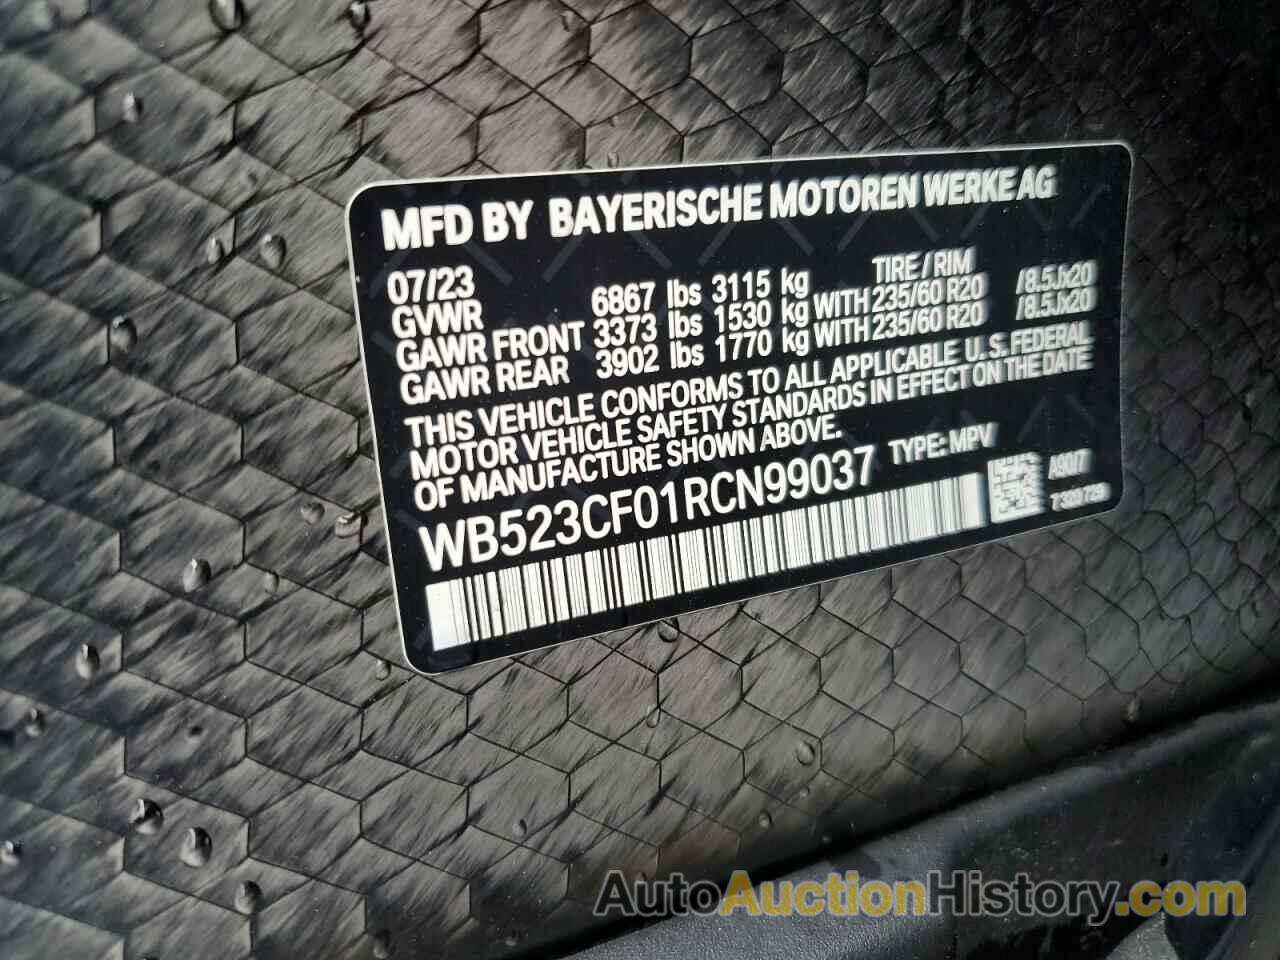 MFD BY BAYERISCHE MOTOREN WERKE AG
07/23 TIRE/RIM
GVWR 6867 lbs 3115 kg
GAWR FRONT 3373 lbs 1530 kg WITH 235/60 R20 /8.5Jx20
GAWR REAR 3902 lbs 1770 kg WITH 235/60 R20 /8.5Jx20
THIS VEHICLE CONFORMS TO ALL APPLICABLE U.S. FEDERAL
MOTOR VEHICLE SAFETY STANDARDS IN EFFECT ON THE DATE
OF MANUFACTURE SHOWN ABOVE.
WB523CF01RCN99037 TYPE: MPV
AutoAuctionHistory.com